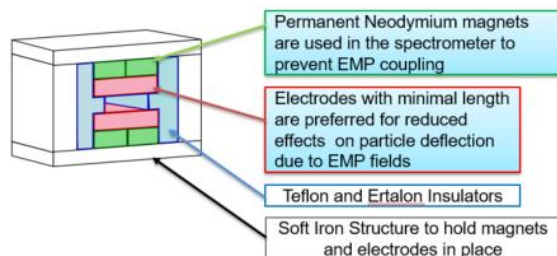 Permanent Neodymium magnets
are used in the spectrometer to
prevent EMP coupling
Electrodes with minimal length
are preferred for reduced
effects on particle deflection
due to EMP fields
Teflon and Ertalon Insulators
Soft Iron Structure to hold magnets
and electrodes in place